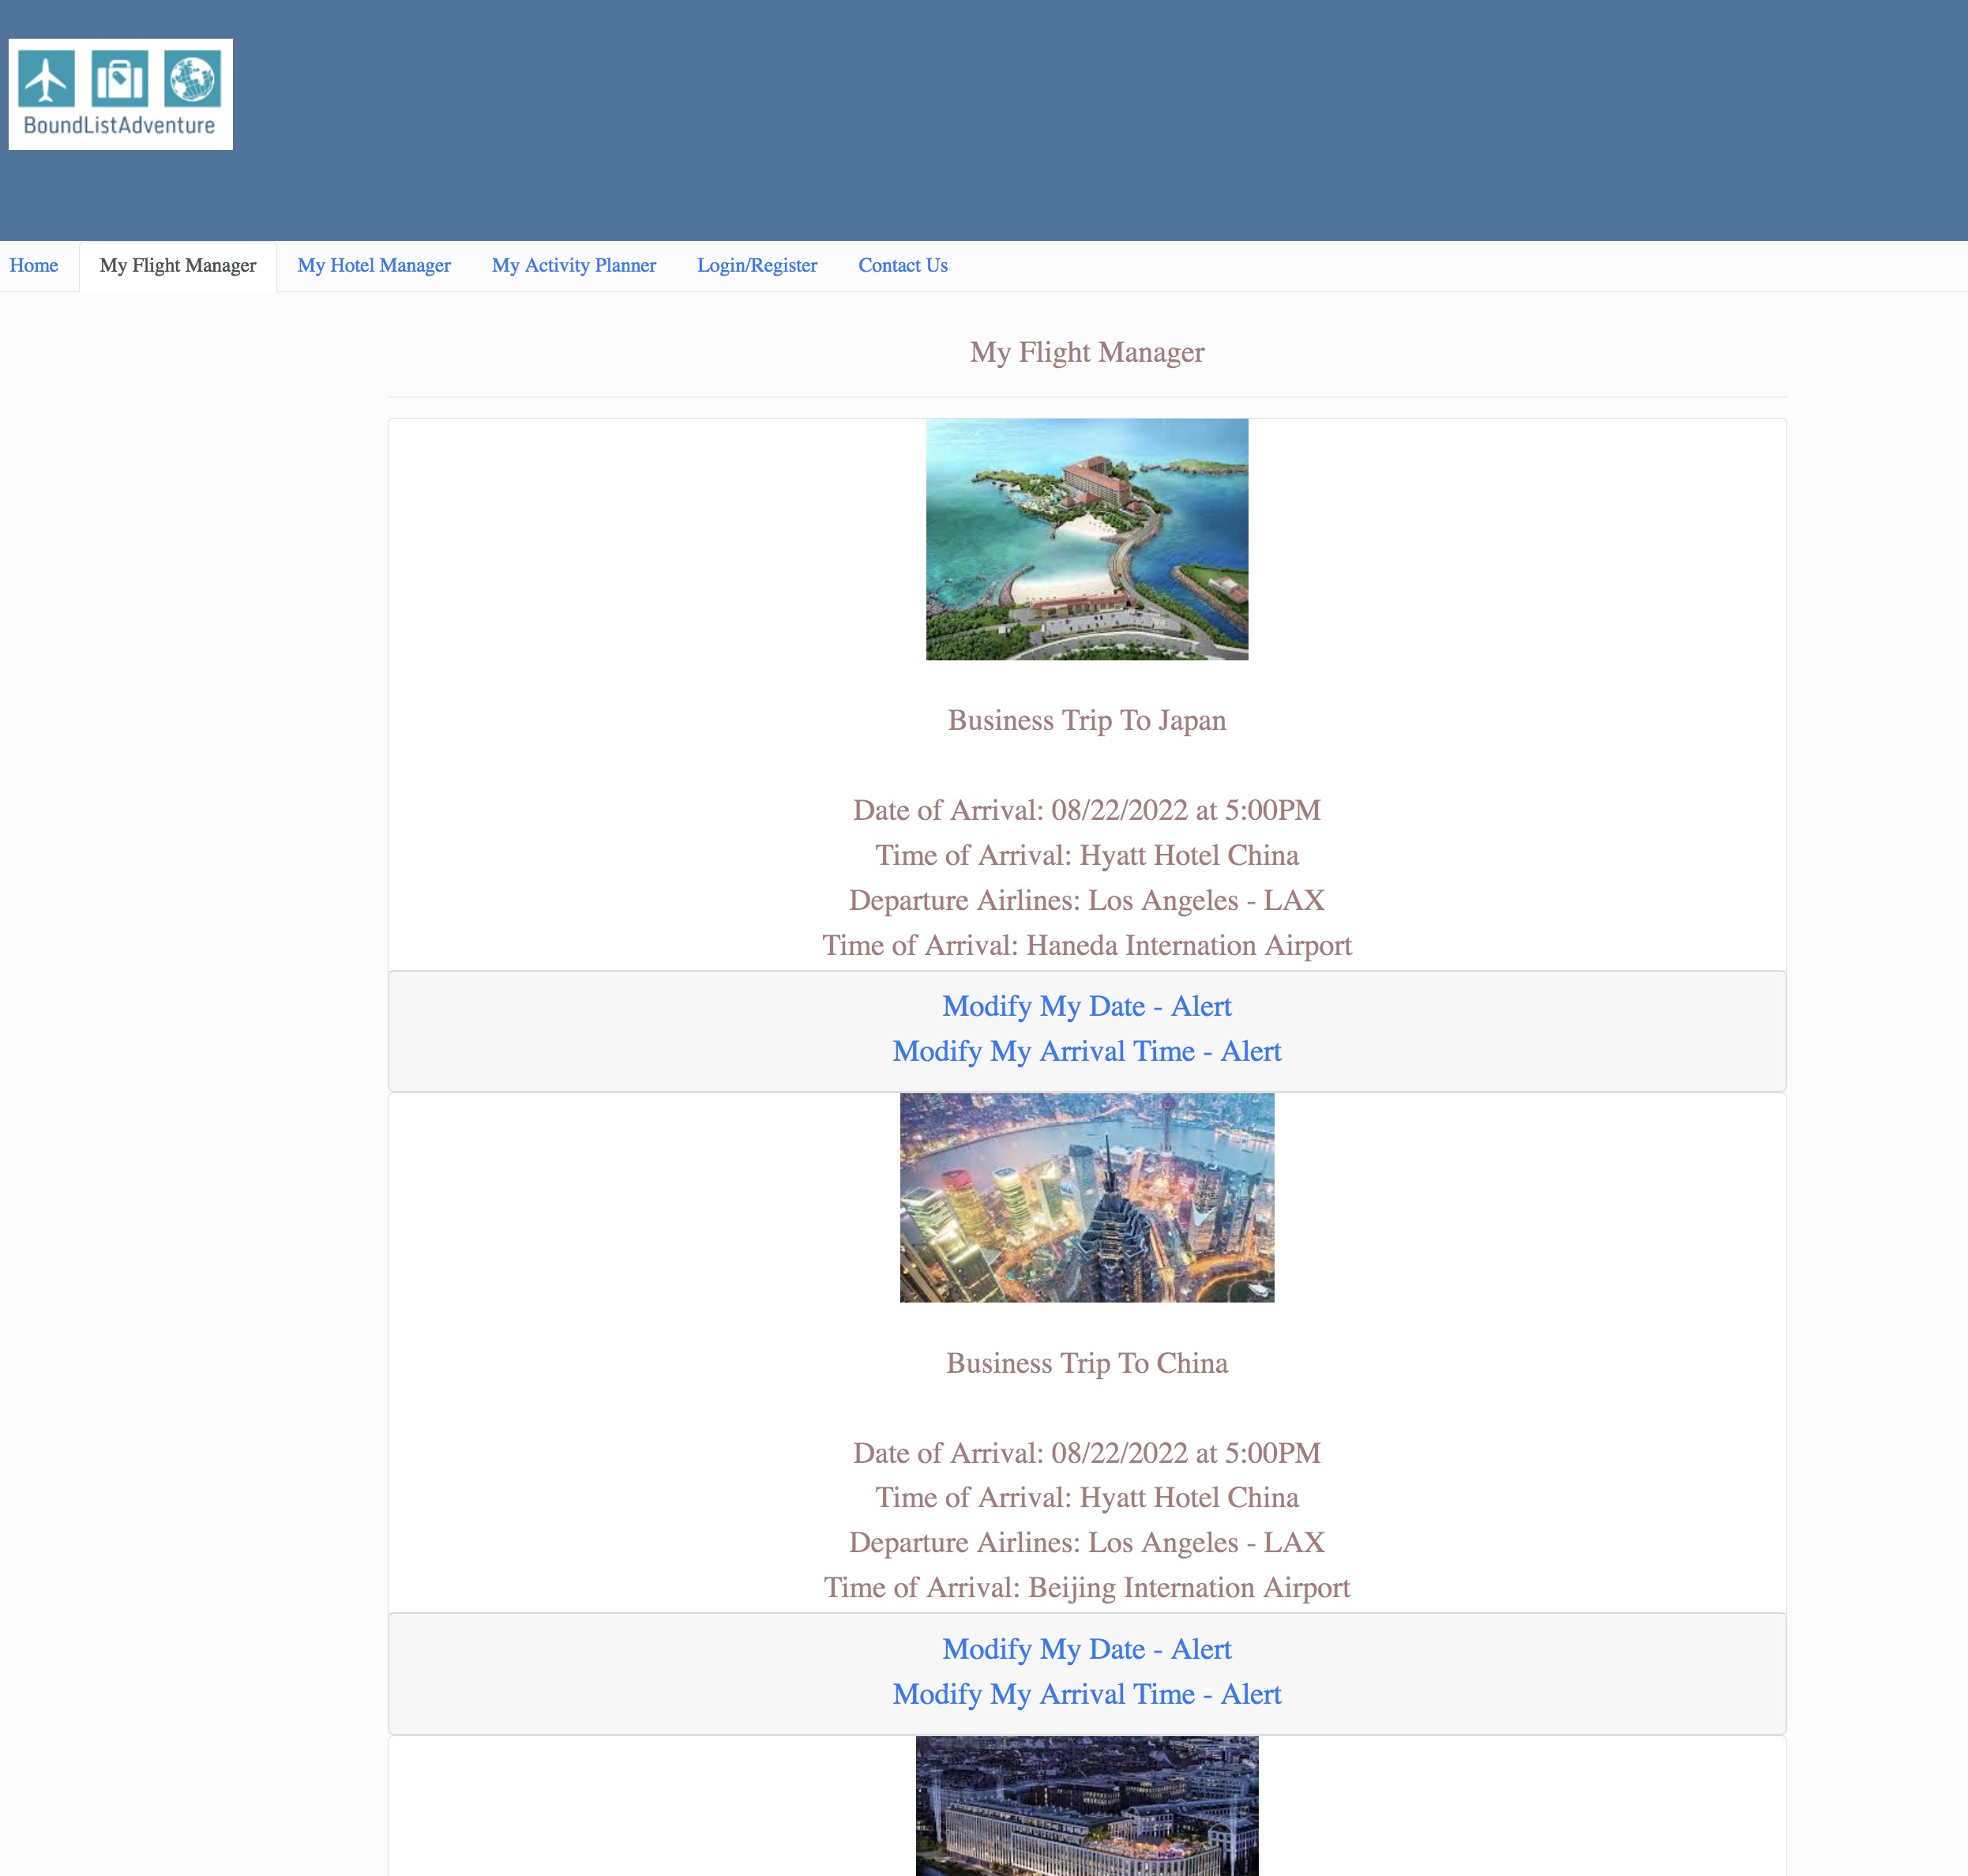 BoundListAdventure
Home My Flight Manager My Hotel Manager My Activity Planner Login/Register Contact Us
My Flight Manager
Business Trip To Japan
Date of Arrival: 08/22/2022 at 5:00PM
Time of Arrival: Hyatt Hotel China
Departure Airlines: Los Angeles - LAX
Time of Arrival: Haneda Internation Airport
Modify My Date - Alert
Modify My Arrival Time - Alert
Business Trip To China
Date of Arrival: 08/22/2022 at 5:00PM
Time of Arrival: Hyatt Hotel China
Departure Airlines: Los Angeles - LAX
Time of Arrival: Beijing Internation Airport
Modify My Date - Alert
Modify My Arrival Time - Alert